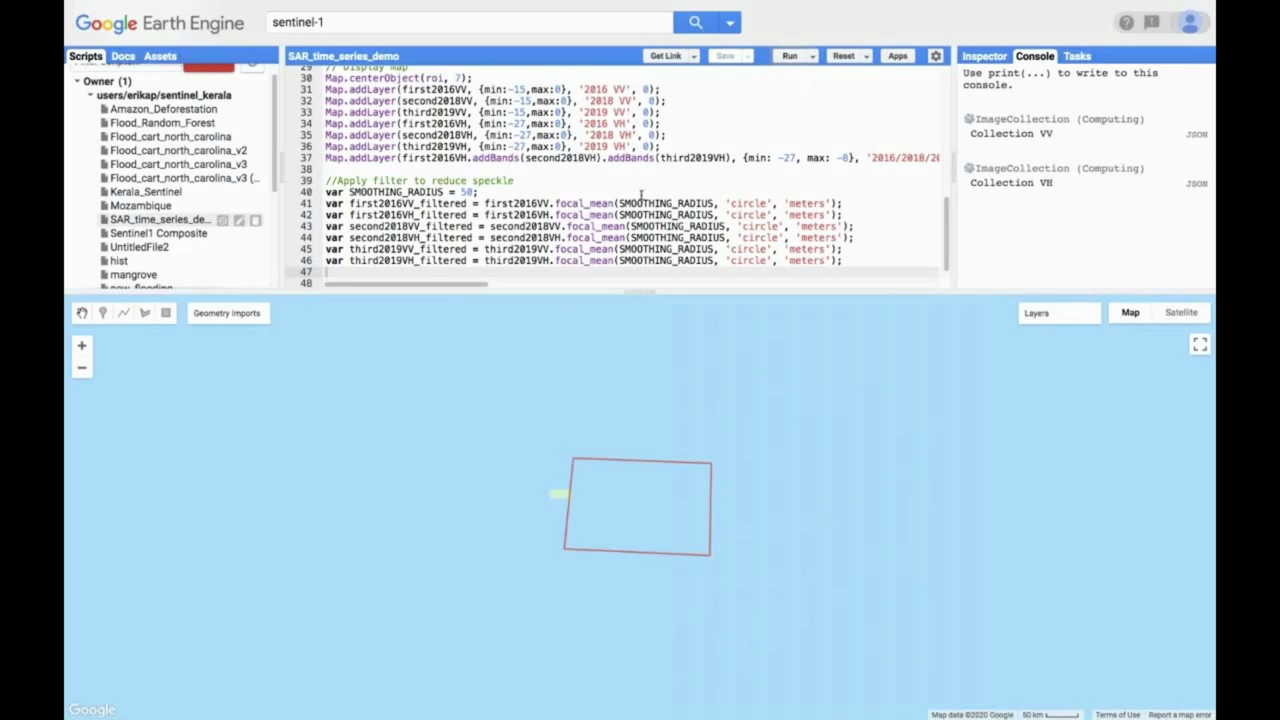 Google Earth Engine
sentinel-1
Scripts Docs Assets
Owner (1)
users/erikap/sentinel_kerala
Amazon_Deforestation
Flood_Random_Forest
Flood_cart_north_carolina
Flood_cart_north_carolina_v2
Flood_cart_north_carolina_v3
Flood_cart_north_carolina_v3 (...
Kerala_Sentinel
Mozambique
SAR_time_series_de...
Sentinel1 Composite
UntitledFile2
hist
mangrove
new_flooding
SAR_time_series_demo
Get Link Save Run Reset Apps
29 // Display map
30 Map.centerObject(roi, 7);
31 Map.addLayer(first2016VV, {min:-15,max:0}, '2016 VV', 0);
32 Map.addLayer(second2018VV, {min:-15,max:0}, '2018 VV', 0);
33 Map.addLayer(third2019VV, {min:-15,max:0}, '2019 VV', 0);
34 Map.addLayer(first2016VH, {min:-27,max:0}, '2016 VH', 0);
35 Map.addLayer(second2018VH, {min:-27,max:0}, '2018 VH', 0);
36 Map.addLayer(third2019VH, {min:-27,max:0}, '2019 VH', 0);
37 Map.addLayer(first2016VH.addBands(second2018VH).addBands(third2019VH), {min: -27, max: -8}, '2016/2018/20
38
39 //Apply filter to reduce speckle
40 var SMOOTHING_RADIUS = 50;
41 var first2016VV_filtered = first2016VV.focal_mean(SMOOTHING_RADIUS, 'circle', 'meters');
42 var first2016VH_filtered = first2016VH.focal_mean(SMOOTHING_RADIUS, 'circle', 'meters');
43 var second2018VV_filtered = second2018VV.focal_mean(SMOOTHING_RADIUS, 'circle', 'meters');
44 var second2018VH_filtered = second2018VH.focal_mean(SMOOTHING_RADIUS, 'circle', 'meters');
45 var third2019VV_filtered = third2019VV.focal_mean(SMOOTHING_RADIUS, 'circle', 'meters');
46 var third2019VH_filtered = third2019VH.focal_mean(SMOOTHING_RADIUS, 'circle', 'meters');
47
48
Inspector Console Tasks
Use print(...) to write to this
console.
ImageCollection (Computing)
Collection VV JSON
ImageCollection (Computing)
Collection VH JSON
Geometry Imports
Layers
Map Satellite
+
−
Google
Map data ©2020 Google 50 km Terms of Use Report a map error